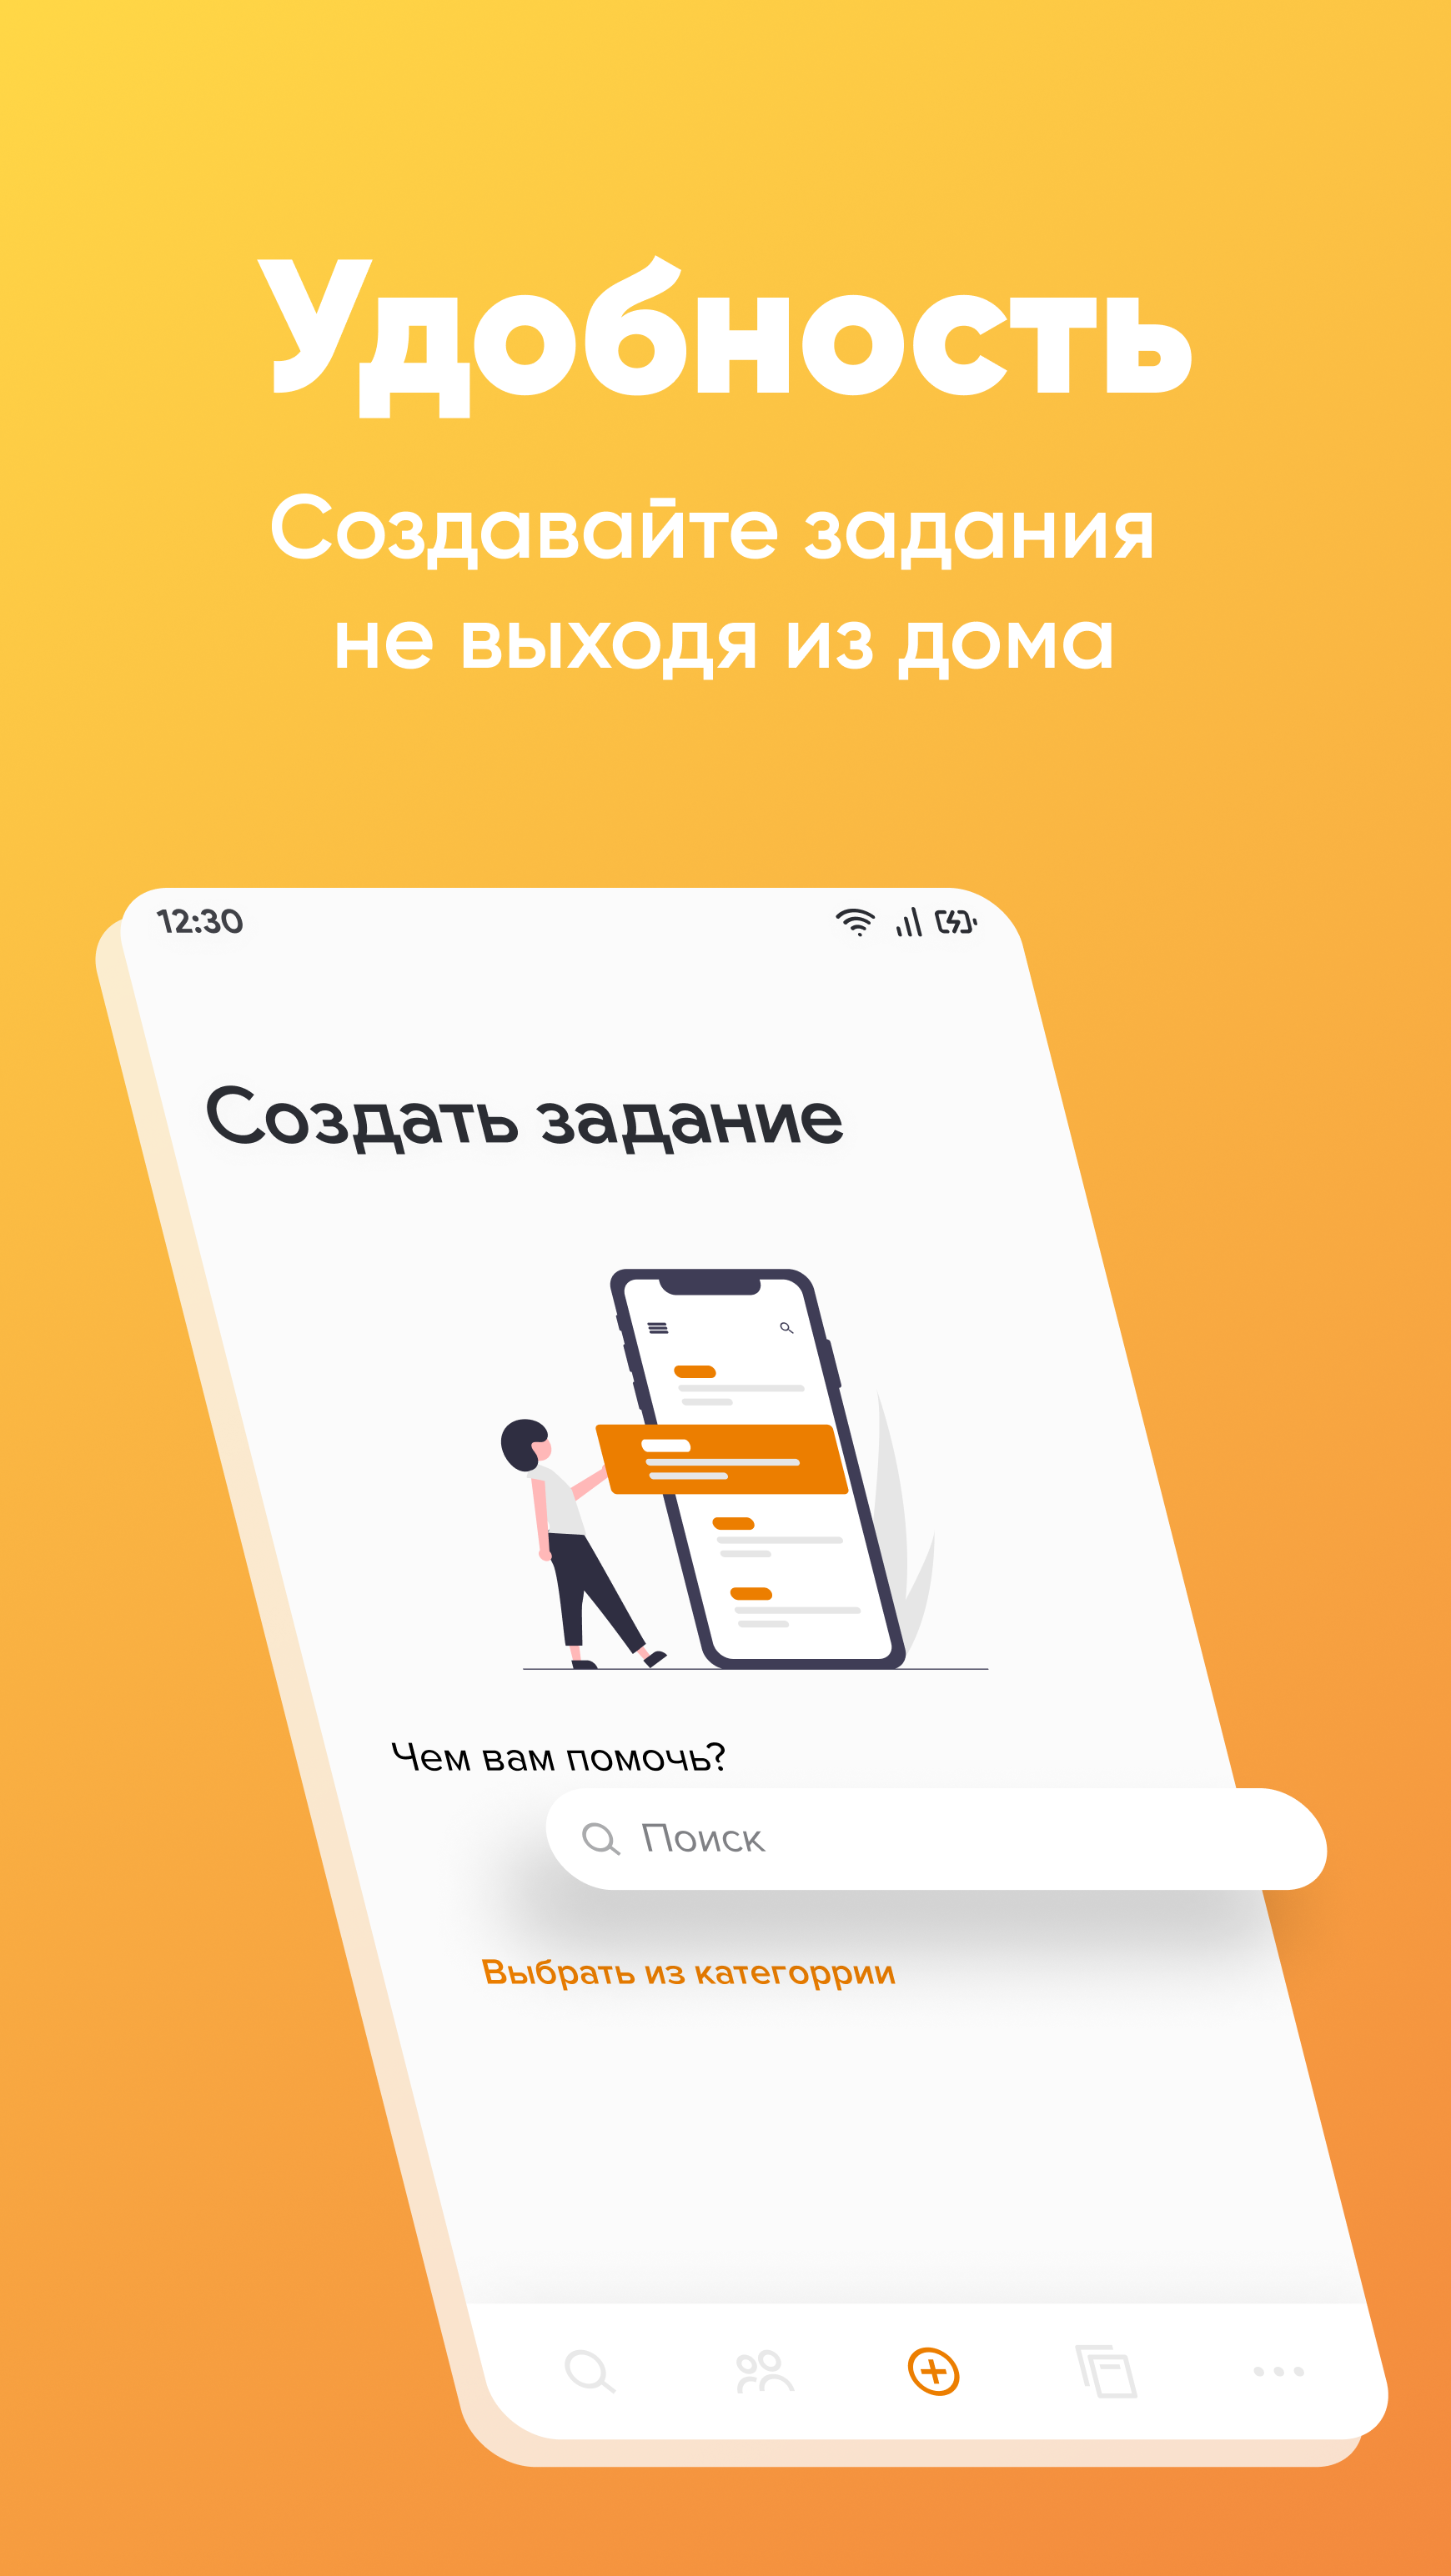 Удобность
Создавайте задания
не выходя из дома
12:30
Создать задание
Чем вам помочь?
Поиск
Выбрать из категоррии